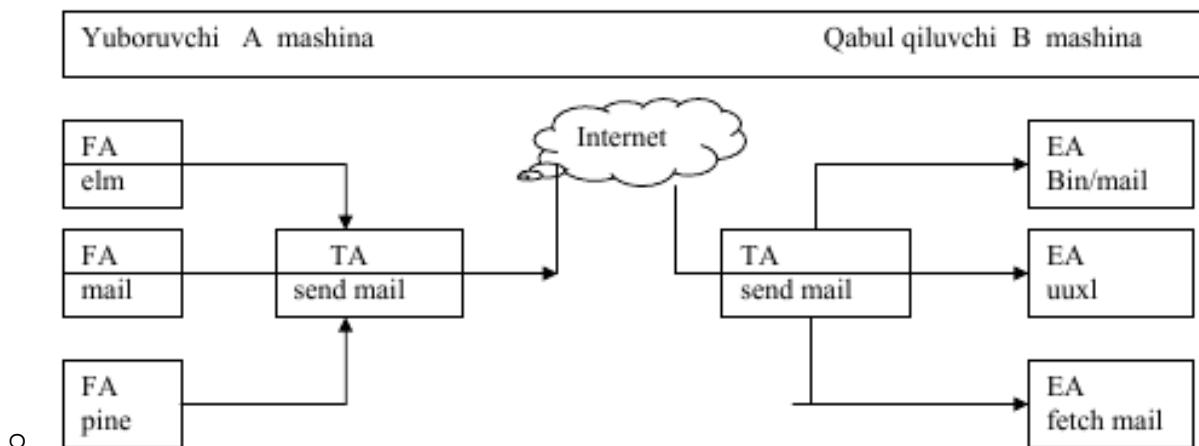 Yuboruvchi A mashina
Qabul qiluvchi B mashina
Internet
FA
elm
FA
mail
FA
pine
TA
send mail
TA
send mail
EA
Bin/mail
EA
uuxl
EA
fetch mail